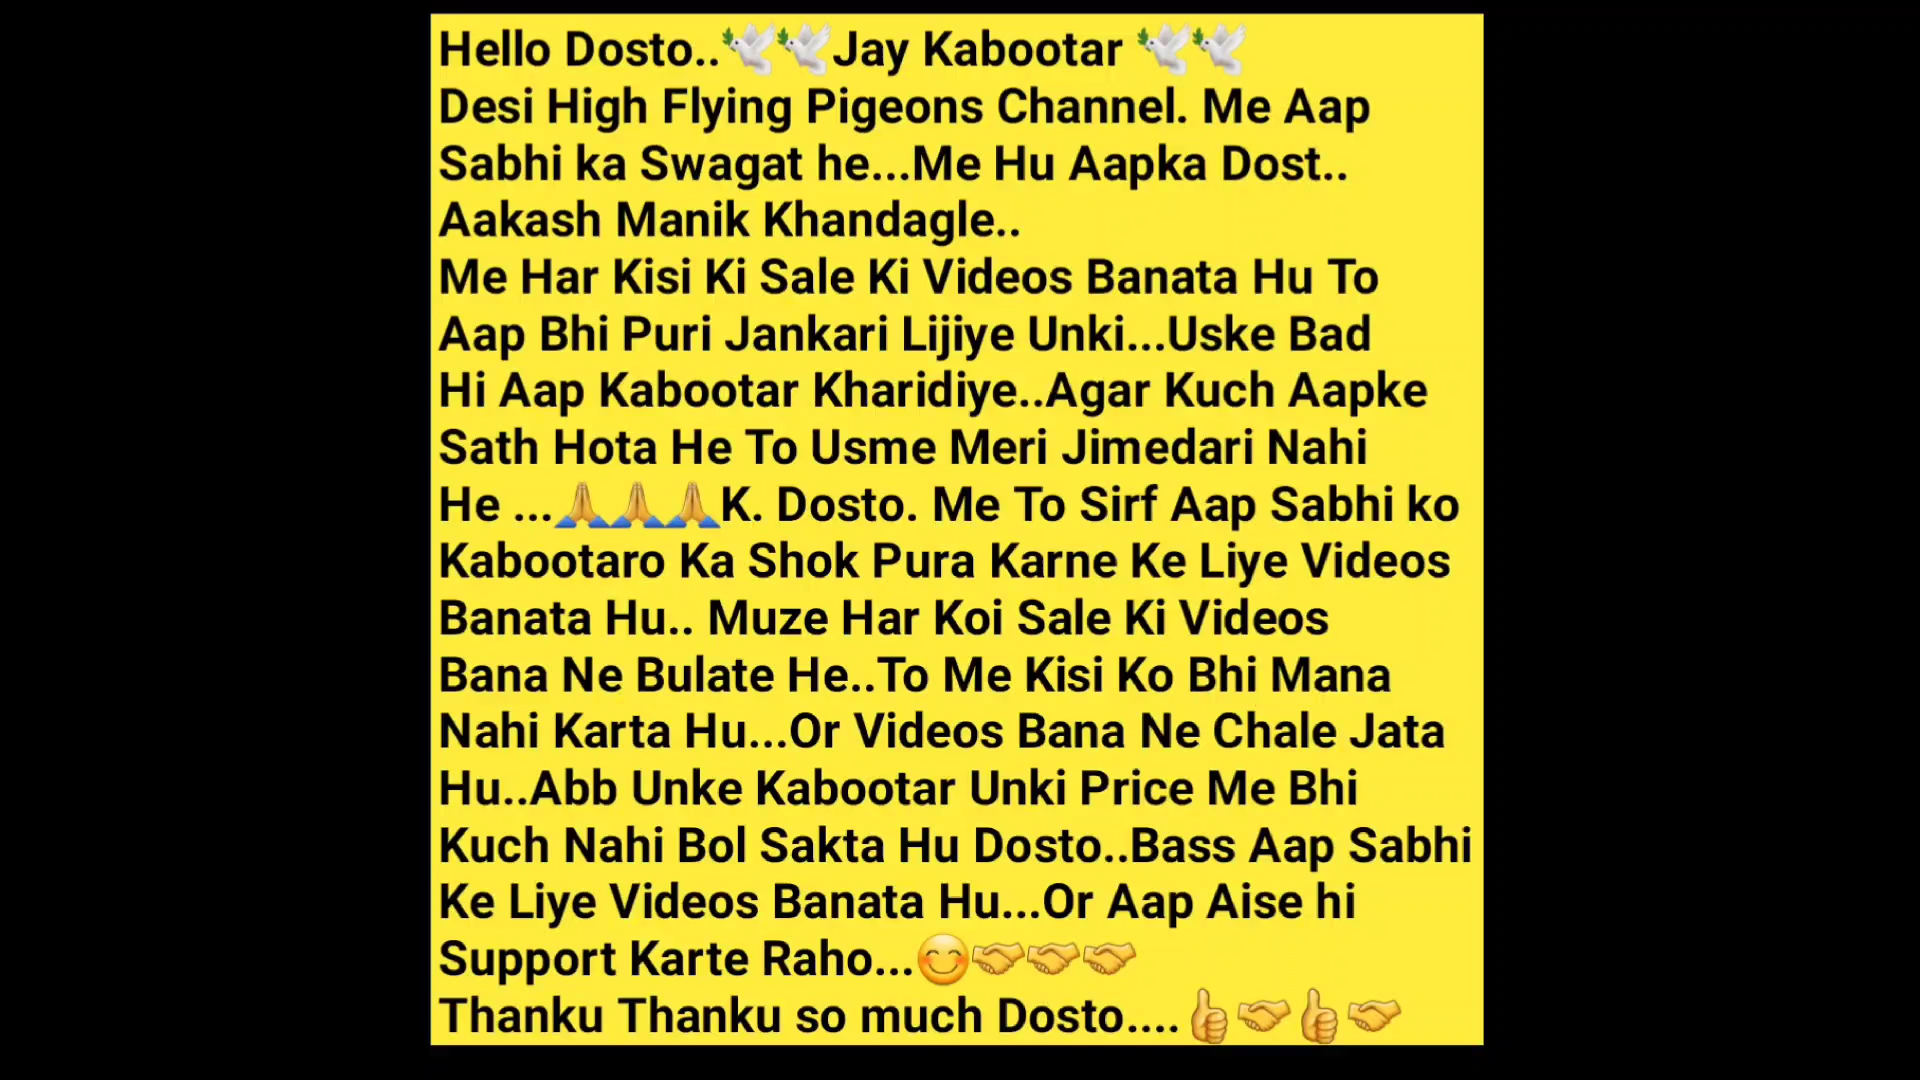 Hello Dosto..🕊️🕊️Jay Kabootar 🕊️🕊️
Desi High Flying Pigeons Channel. Me Aap
Sabhi ka Swagat he...Me Hu Aapka Dost..
Aakash Manik Khandagle..
Me Har Kisi Ki Sale Ki Videos Banata Hu To
Aap Bhi Puri Jankari Lijiye Unki...Uske Bad
Hi Aap Kabootar Kharidiye..Agar Kuch Aapke
Sath Hota He To Usme Meri Jimedari Nahi
He ...🙏🙏🙏K. Dosto. Me To Sirf Aap Sabhi ko
Kabootaro Ka Shok Pura Karne Ke Liye Videos
Banata Hu.. Muze Har Koi Sale Ki Videos
Bana Ne Bulate He..To Me Kisi Ko Bhi Mana
Nahi Karta Hu...Or Videos Bana Ne Chale Jata
Hu..Abb Unke Kabootar Unki Price Me Bhi
Kuch Nahi Bol Sakta Hu Dosto..Bass Aap Sabhi
Ke Liye Videos Banata Hu...Or Aap Aise hi
Support Karte Raho...😊🤝🤝🤝
Thanku Thanku so much Dosto....👍🤝👍🤝